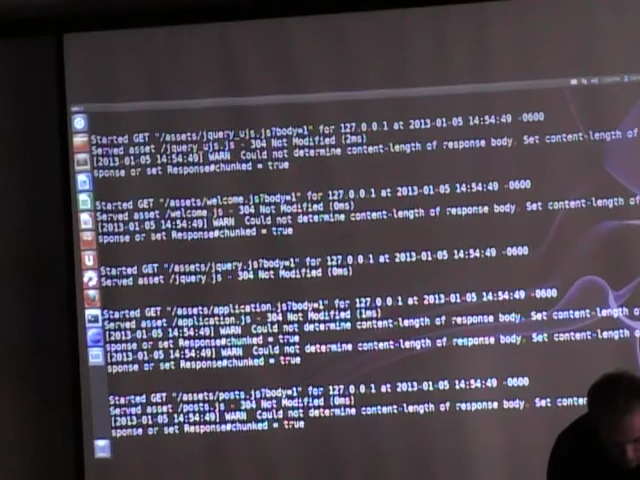 Started GET "/assets/jquery_ujs.js?body=1" for 127.0.0.1 at 2013-01-05 14:54:49 -0600
Served asset /jquery_ujs.js - 304 Not Modified (2ms)
[2013-01-05 14:54:49] WARN  Could not determine content-length of response body. Set content-length of
sponse or set Response#chunked = true
Started GET "/assets/welcome.js?body=1" for 127.0.0.1 at 2013-01-05 14:54:49 -0600
Served asset /welcome.js - 304 Not Modified (0ms)
[2013-01-05 14:54:49] WARN  Could not determine content-length of response body. Set content-length of
sponse or set Response#chunked = true
Started GET "/assets/jquery.js?body=1" for 127.0.0.1 at 2013-01-05 14:54:49 -0600
Served asset /jquery.js - 304 Not Modified (0ms)
Started GET "/assets/application.js?body=1" for 127.0.0.1 at 2013-01-05 14:54:49 -0600
Served asset /application.js - 304 Not Modified (1ms)
[2013-01-05 14:54:49] WARN  Could not determine content-length of response body. Set content-length o
sponse or set Response#chunked = true
[2013-01-05 14:54:49] WARN  Could not determine content-length of response body. Set content-length o
sponse or set Response#chunked = true
Started GET "/assets/posts.js?body=1" for 127.0.0.1 at 2013-01-05 14:54:49 -0600
Served asset /posts.js - 304 Not Modified (0ms)
[2013-01-05 14:54:49] WARN  Could not determine content-length of response body. Set conten
sponse or set Response#chunked = true